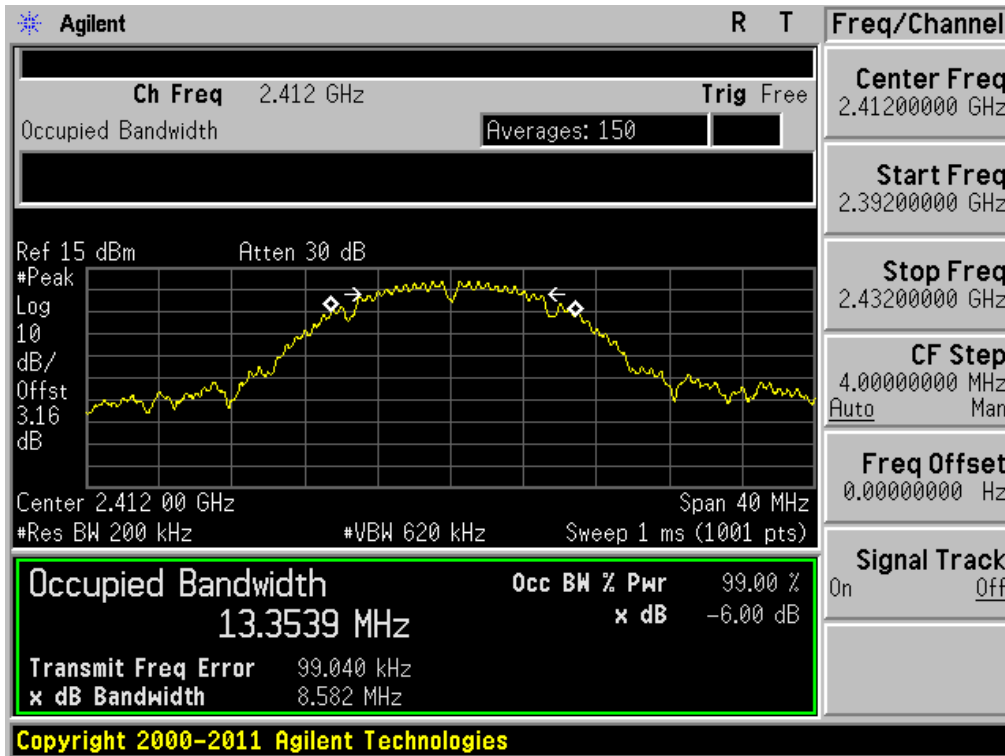 Agilent R T
Freq/Channel
Ch Freq 2.412 GHz Trig Free
Occupied Bandwidth Averages: 150
Ref 15 dBm Atten 30 dB
#Peak
Log
10
dB/
Offst
3.16
dB
Center 2.412 00 GHz Span 40 MHz
#Res BW 200 kHz #VBW 620 kHz Sweep 1 ms (1001 pts)
Occupied Bandwidth Occ BW % Pwr 99.00 %
13.3539 MHz x dB -6.00 dB
Transmit Freq Error 99.040 kHz
x dB Bandwidth 8.582 MHz
Center Freq
2.41200000 GHz
Start Freq
2.39200000 GHz
Stop Freq
2.43200000 GHz
CF Step
4.00000000 MHz
Auto Man
Freq Offset
0.00000000 Hz
Signal Track
On Off
Copyright 2000-2011 Agilent Technologies